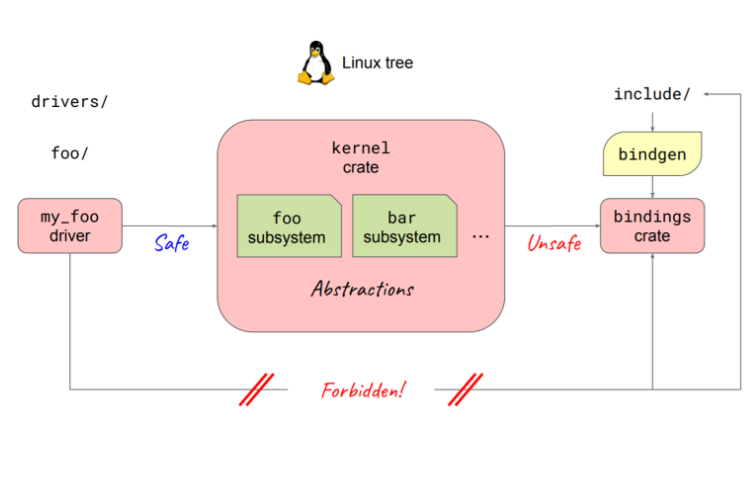 Linux tree
drivers/
foo/
my_foo
driver
Safe
kernel
crate
foo
subsystem
bar
subsystem
...
Abstractions
Unsafe
include/
bindgen
bindings
crate
Forbidden!